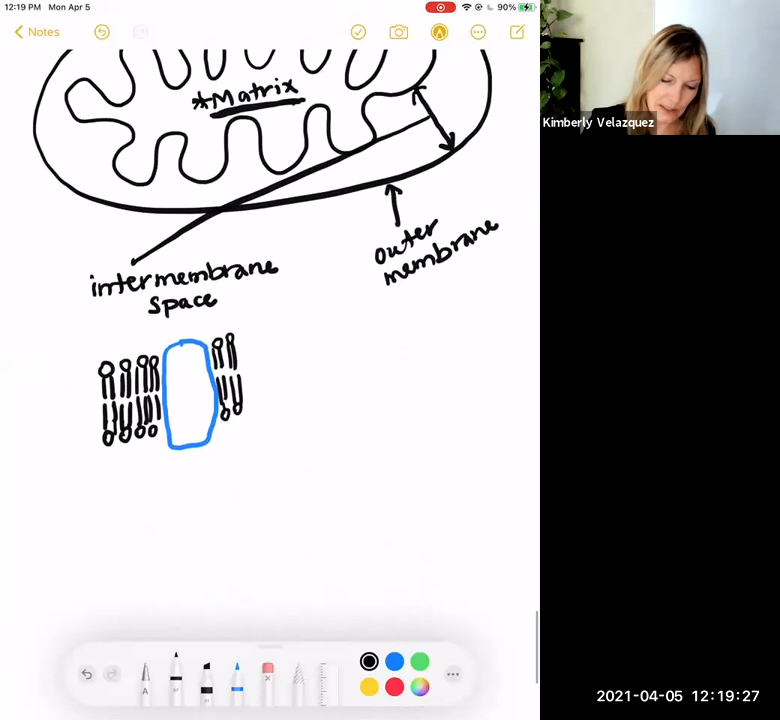 12:19 PM Mon Apr 5
90%
Notes
*Matrix
Kimberly Velazquez
outer
membrane
intermembrane
space
A
2021-04-05 12:19:27